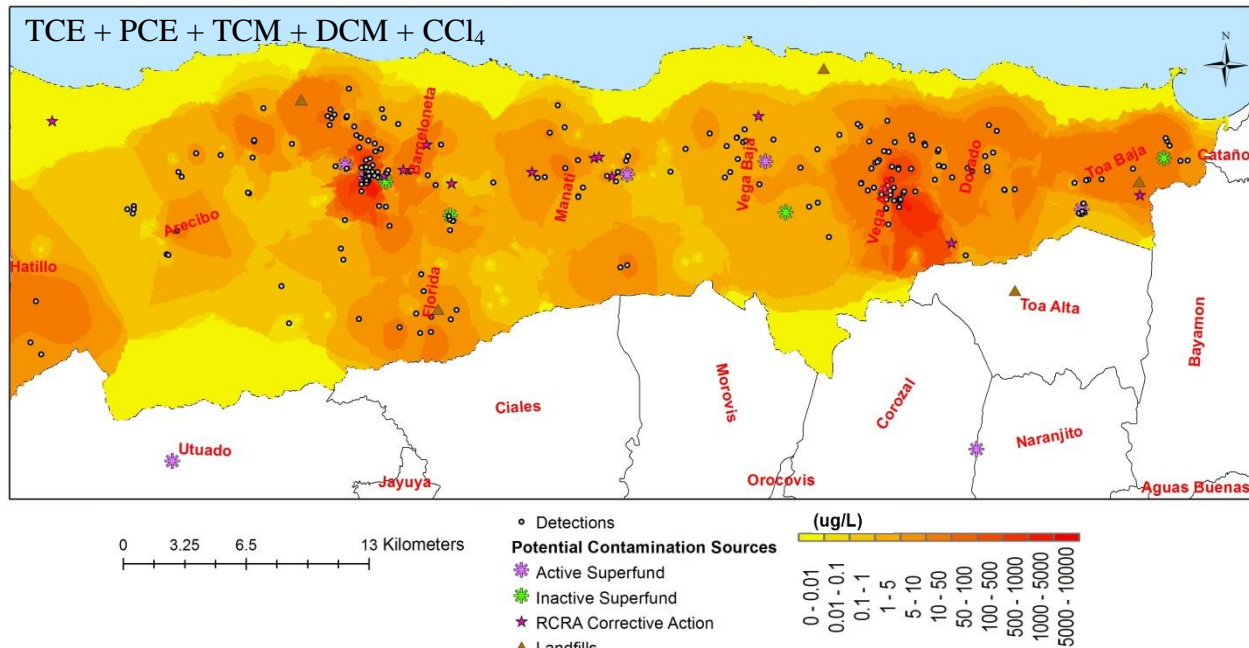 TCE + PCE + TCM + DCM + CCl₄
N
Barceloneta
Vega Baja
Dorado
Toa Baja
Cataño
Manati
Arecibo
Hatillo
Florida
Toa Alta
Bayamon
Morovis
Corozal
Ciales
Naranjito
Utuado
Jayuya
Orocovis
Aguas Buenas
0 3.25 6.5 13 Kilometers
Detections
Potential Contamination Sources
Active Superfund
Inactive Superfund
RCRA Corrective Action
Landfills
(ug/L)
0 - 0.01
0.01 - 0.1
0.1 - 1
1 - 5
5 - 10
10 - 50
50 - 100
100 - 500
500 - 1000
1000 - 5000
5000 - 10000